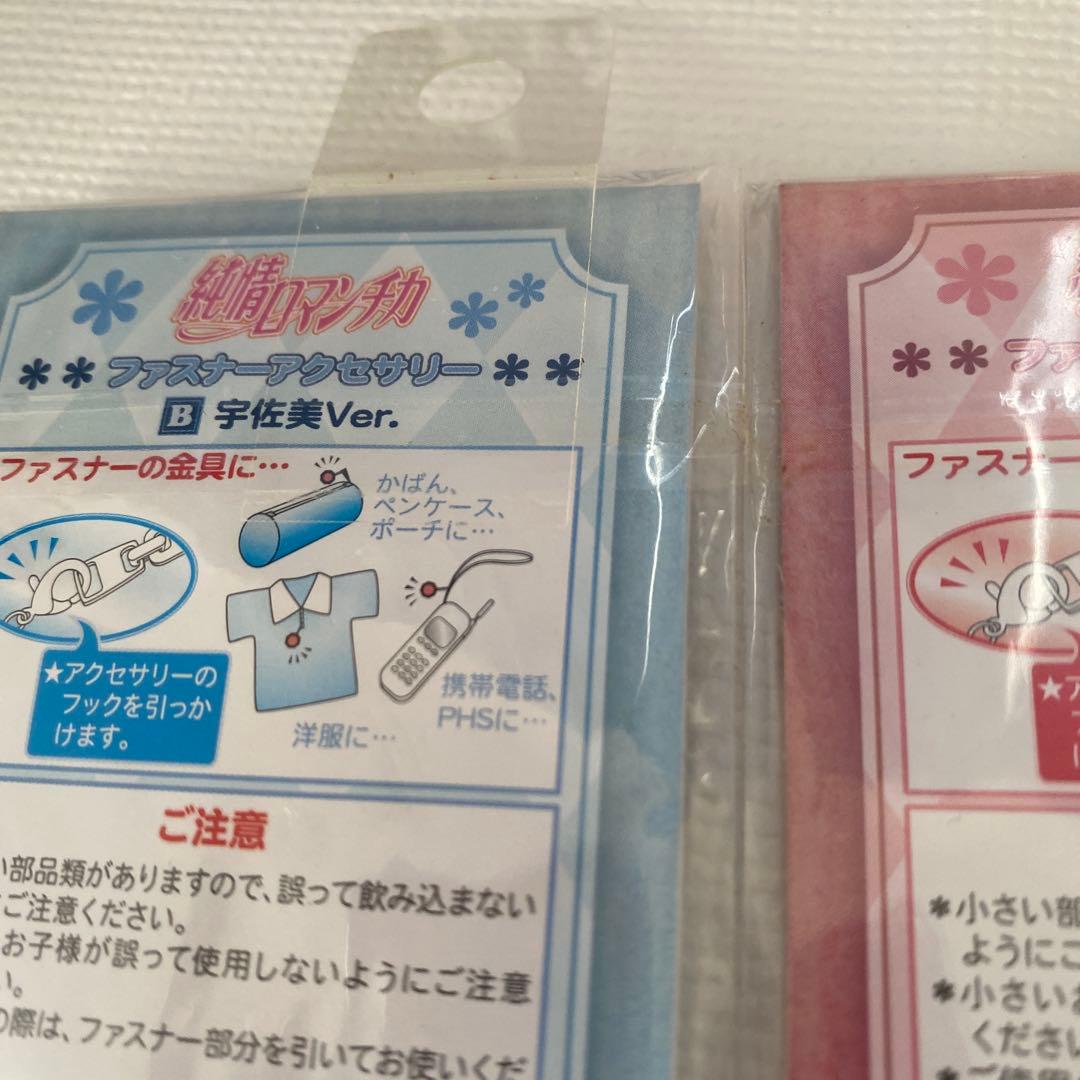 純情ロマンチカ
ファスナーアクセサリー
B 宇佐美Ver.
ファスナーの金具に…
かばん、
ペンケース、
ポーチに…
★アクセサリーの
フックを引っか
けます。
洋服に…
携帯電話、
PHSに…
ご注意
い部品類がありますので、誤って飲み込まない
ご注意ください。
お子様が誤って使用しないようにご注意
い。
の際は、ファスナー部分を引いてお使いくだ
ファ
ファスナー
★ア
＊小さい部
ようにご
＊小さいお
ください
＊ご使用